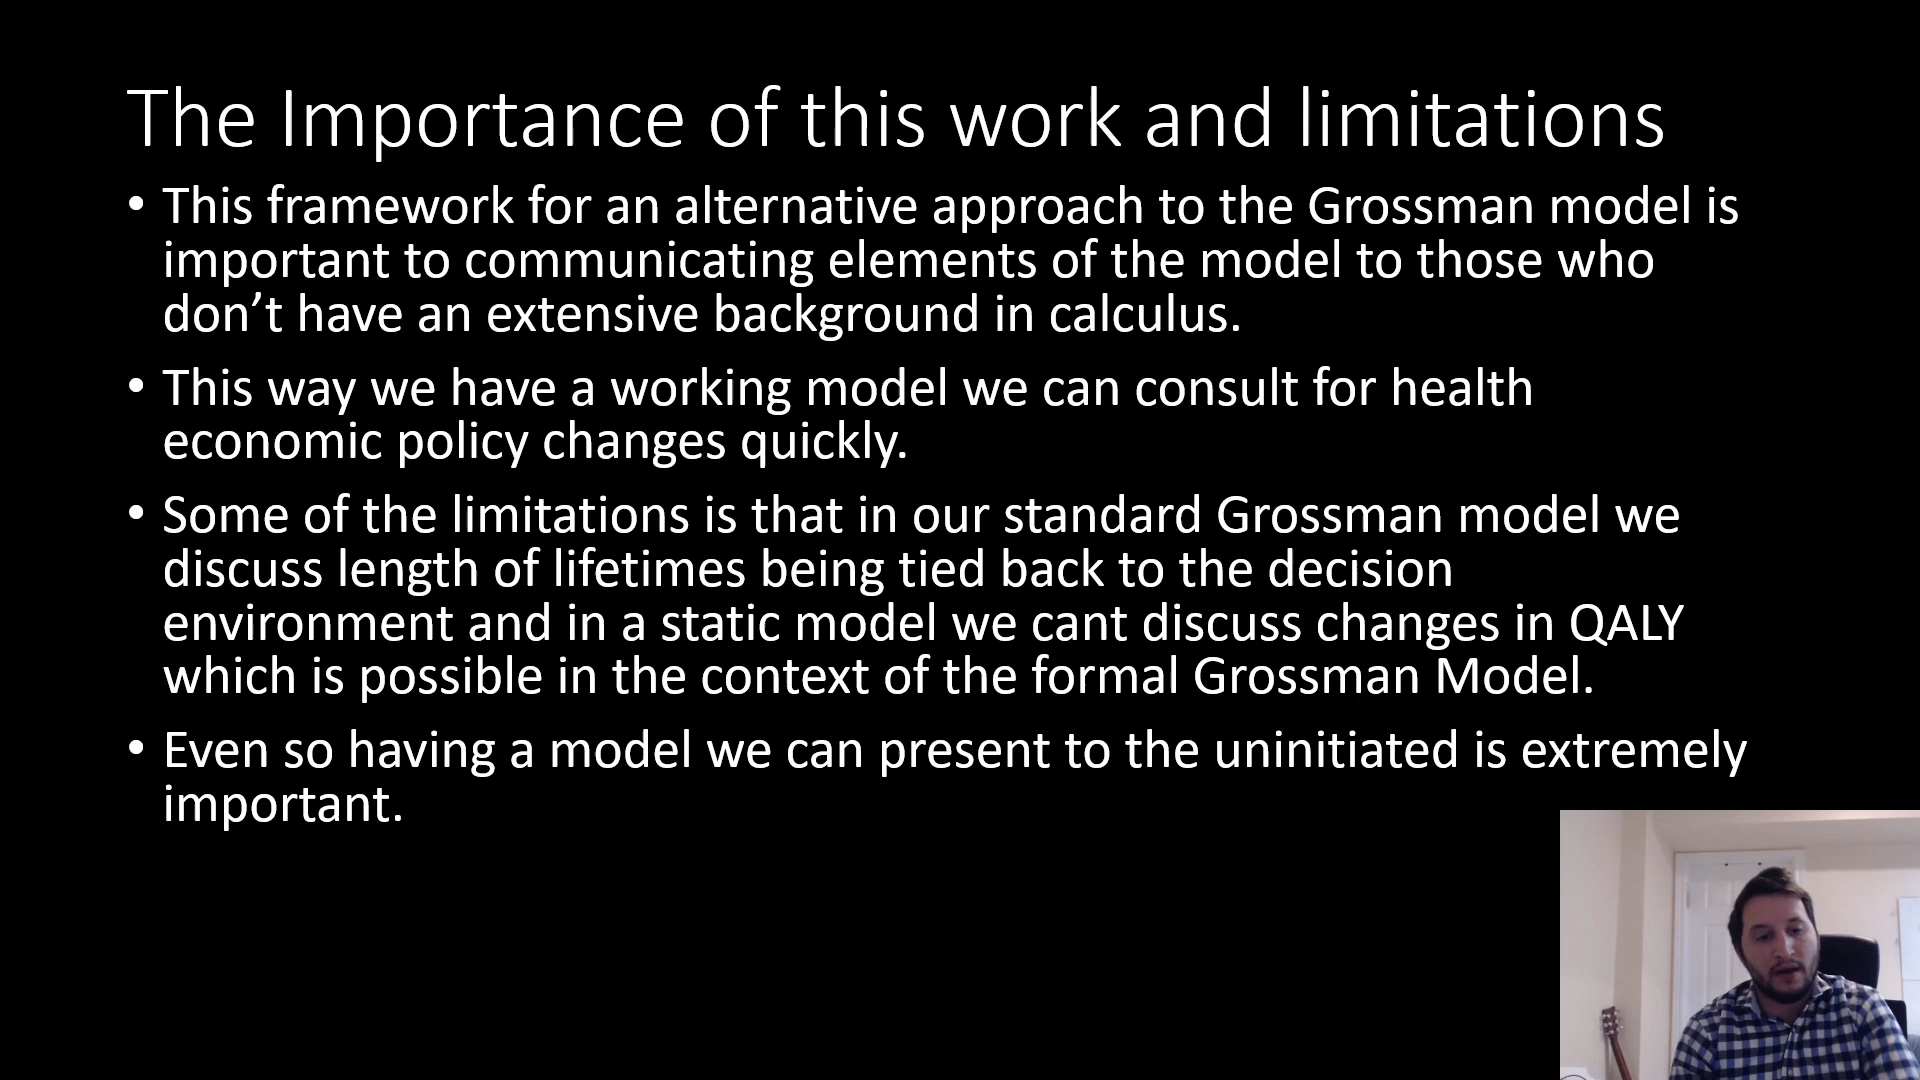 The Importance of this work and limitations
• This framework for an alternative approach to the Grossman model is
important to communicating elements of the model to those who
don’t have an extensive background in calculus.
• This way we have a working model we can consult for health
economic policy changes quickly.
• Some of the limitations is that in our standard Grossman model we
discuss length of lifetimes being tied back to the decision
environment and in a static model we cant discuss changes in QALY
which is possible in the context of the formal Grossman Model.
• Even so having a model we can present to the uninitiated is extremely
important.